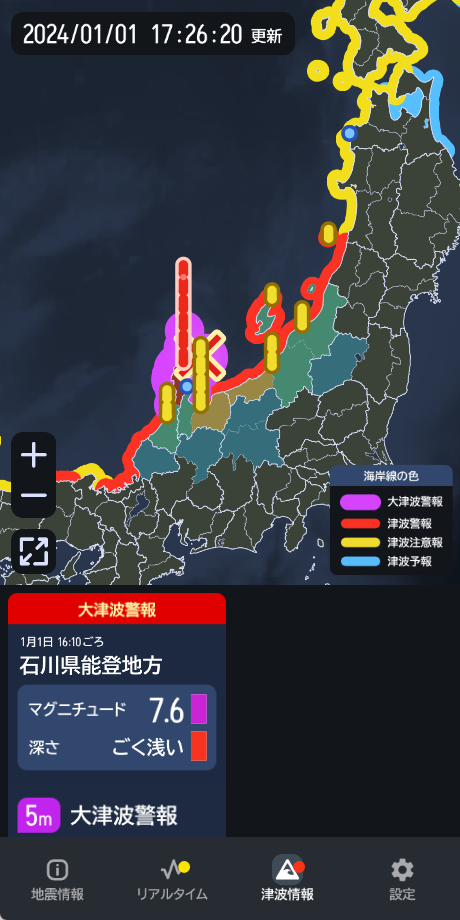 2024/01/01 17:26:20 更新
海岸線の色
大津波警報
津波警報
津波注意報
津波予報
大津波警報
1月1日 16:10ごろ
石川県能登地方
マグニチュード 7.6
深さ ごく浅い
5m 大津波警報
地震情報
リアルタイム
津波情報
設定